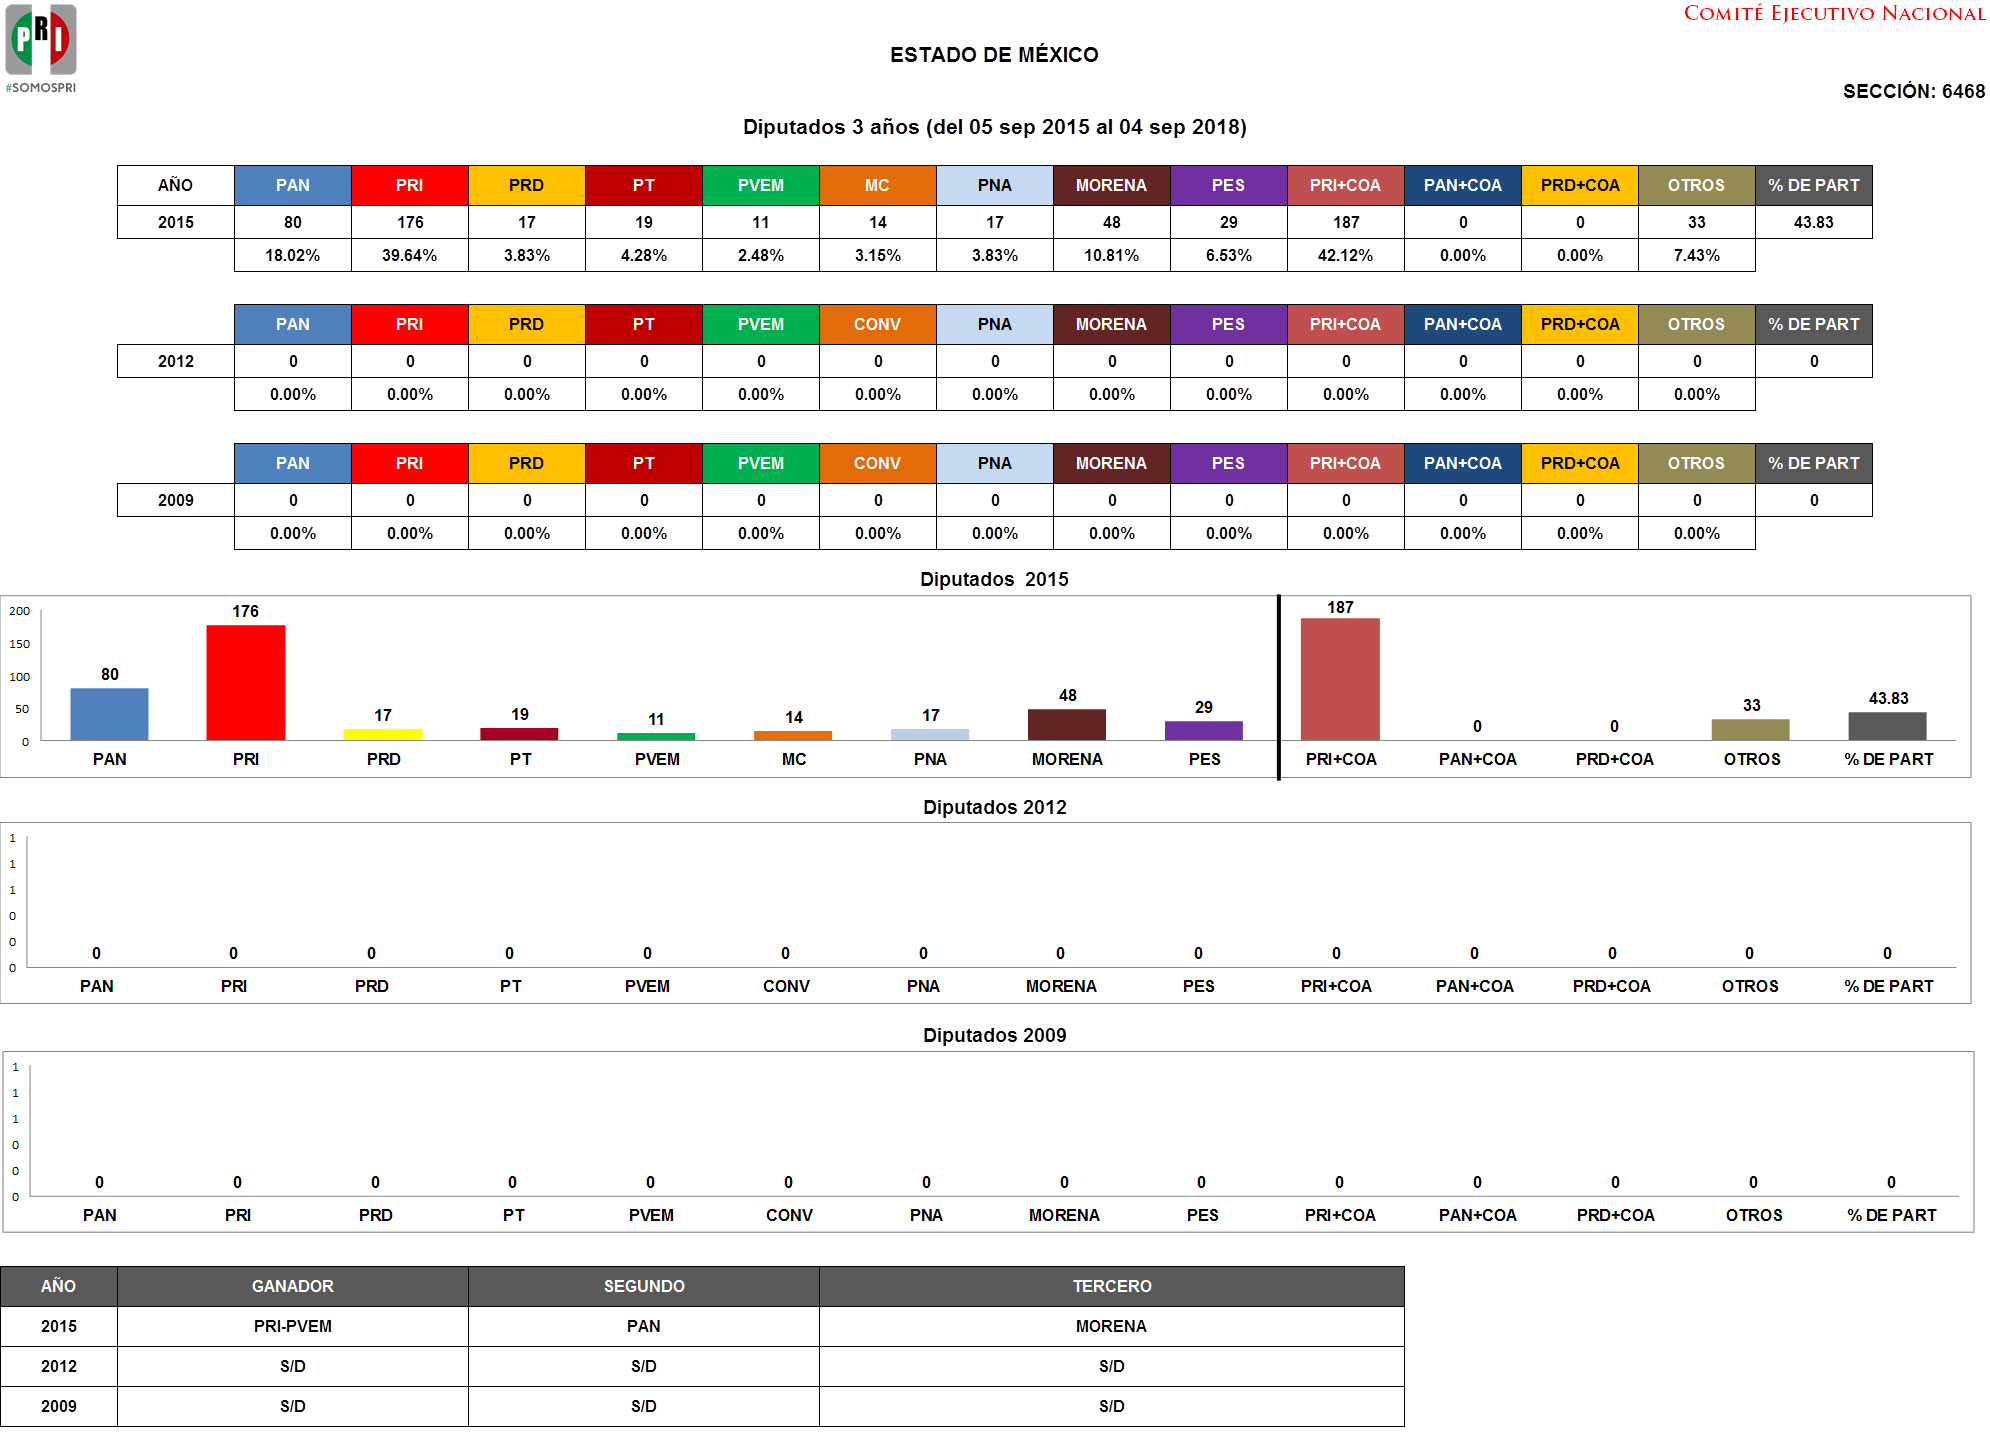 PRI
#SOMOSPRI
COMITÉ EJECUTIVO NACIONAL
ESTADO DE MÉXICO
SECCIÓN: 6468
Diputados 3 años (del 05 sep 2015 al 04 sep 2018)
AÑO PAN PRI PRD PT PVEM MC PNA MORENA PES PRI+COA PAN+COA PRD+COA OTROS % DE PART
2015 80 176 17 19 11 14 17 48 29 187 0 0 33 43.83
18.02% 39.64% 3.83% 4.28% 2.48% 3.15% 3.83% 10.81% 6.53% 42.12% 0.00% 0.00% 7.43%
PAN PRI PRD PT PVEM CONV PNA MORENA PES PRI+COA PAN+COA PRD+COA OTROS % DE PART
2012 0 0 0 0 0 0 0 0 0 0 0 0 0 0
0.00% 0.00% 0.00% 0.00% 0.00% 0.00% 0.00% 0.00% 0.00% 0.00% 0.00% 0.00% 0.00%
PAN PRI PRD PT PVEM CONV PNA MORENA PES PRI+COA PAN+COA PRD+COA OTROS % DE PART
2009 0 0 0 0 0 0 0 0 0 0 0 0 0 0
0.00% 0.00% 0.00% 0.00% 0.00% 0.00% 0.00% 0.00% 0.00% 0.00% 0.00% 0.00% 0.00%
Diputados 2015
200
150
100
50
0
80 176 17 19 11 14 17 48 29 187 0 0 33 43.83
PAN PRI PRD PT PVEM MC PNA MORENA PES PRI+COA PAN+COA PRD+COA OTROS % DE PART
Diputados 2012
1
1
1
0
0
0
0 0 0 0 0 0 0 0 0 0 0 0 0 0
PAN PRI PRD PT PVEM CONV PNA MORENA PES PRI+COA PAN+COA PRD+COA OTROS % DE PART
Diputados 2009
1
1
1
0
0
0
0 0 0 0 0 0 0 0 0 0 0 0 0 0
PAN PRI PRD PT PVEM CONV PNA MORENA PES PRI+COA PAN+COA PRD+COA OTROS % DE PART
AÑO GANADOR SEGUNDO TERCERO
2015 PRI-PVEM PAN MORENA
2012 S/D S/D S/D
2009 S/D S/D S/D